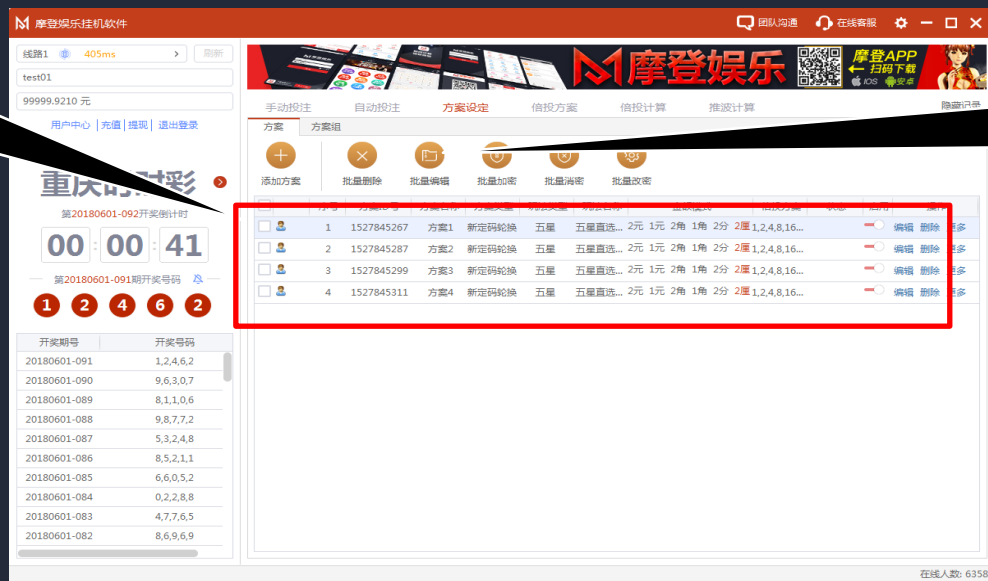 摩登娱乐挂机软件
团队沟通 在线客服
线路1 405ms 刷新
test01
99999.9210 元
用户中心 | 充值 | 提现 | 退出登录
摩登娱乐
摩登APP
扫码下载
iOS 安卓
手动投注 自动投注 方案设定 倍投方案 倍投计算 推波计算 隐藏记录
方案 方案组
添加方案 批量删除 批量编辑 批量加密 批量消密 批量改密
重庆时时彩
第20180601-092开奖倒计时
00 : 00 : 41
第20180601-091期开奖号码
1 2 4 6 2
1 1527845267 方案1 新定码轮换 五星 五星直选... 2元 1元 2角 1角 2分 2厘 1,2,4,8,16... 编辑 删除 更多
2 1527845287 方案2 新定码轮换 五星 五星直选... 2元 1元 2角 1角 2分 2厘 1,2,4,8,16... 编辑 删除 更多
3 1527845299 方案3 新定码轮换 五星 五星直选... 2元 1元 2角 1角 2分 2厘 1,2,4,8,16... 编辑 删除 更多
4 1527845311 方案4 新定码轮换 五星 五星直选... 2元 1元 2角 1角 2分 2厘 1,2,4,8,16... 编辑 删除 更多
开奖期号 开奖号码
20180601-091 1,2,4,6,2
20180601-090 9,6,3,0,7
20180601-089 8,1,1,0,6
20180601-088 9,8,7,7,2
20180601-087 5,3,2,4,8
20180601-086 8,5,2,1,1
20180601-085 6,6,0,5,2
20180601-084 0,2,2,8,8
20180601-083 4,7,7,6,5
20180601-082 8,6,9,6,9
在线人数: 6358